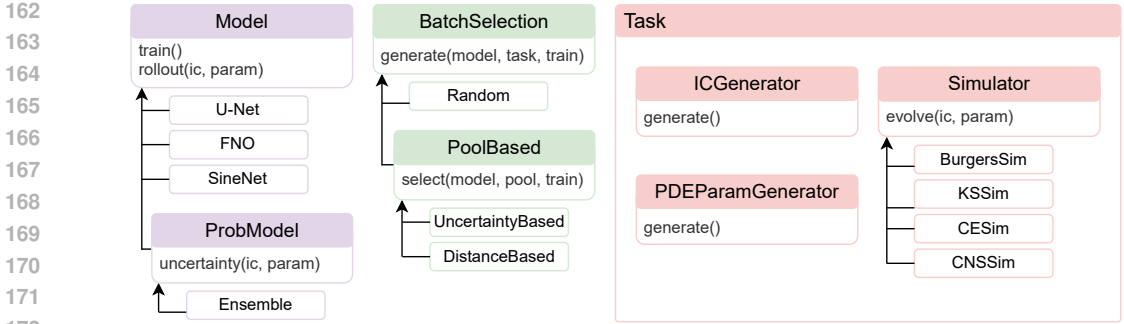 162
163
164
165
166
167
168
169
170
171
Model
train()
rollout(ic, param)
U-Net
FNO
SineNet
ProbModel
uncertainty(ic, param)
Ensemble
BatchSelection
generate(model, task, train)
Random
PoolBased
select(model, pool, train)
UncertaintyBased
DistanceBased
Task
ICGenerator
generate()
PDEParamGenerator
generate()
Simulator
evolve(ic, param)
BurgersSim
KSSim
CESim
CNSSim